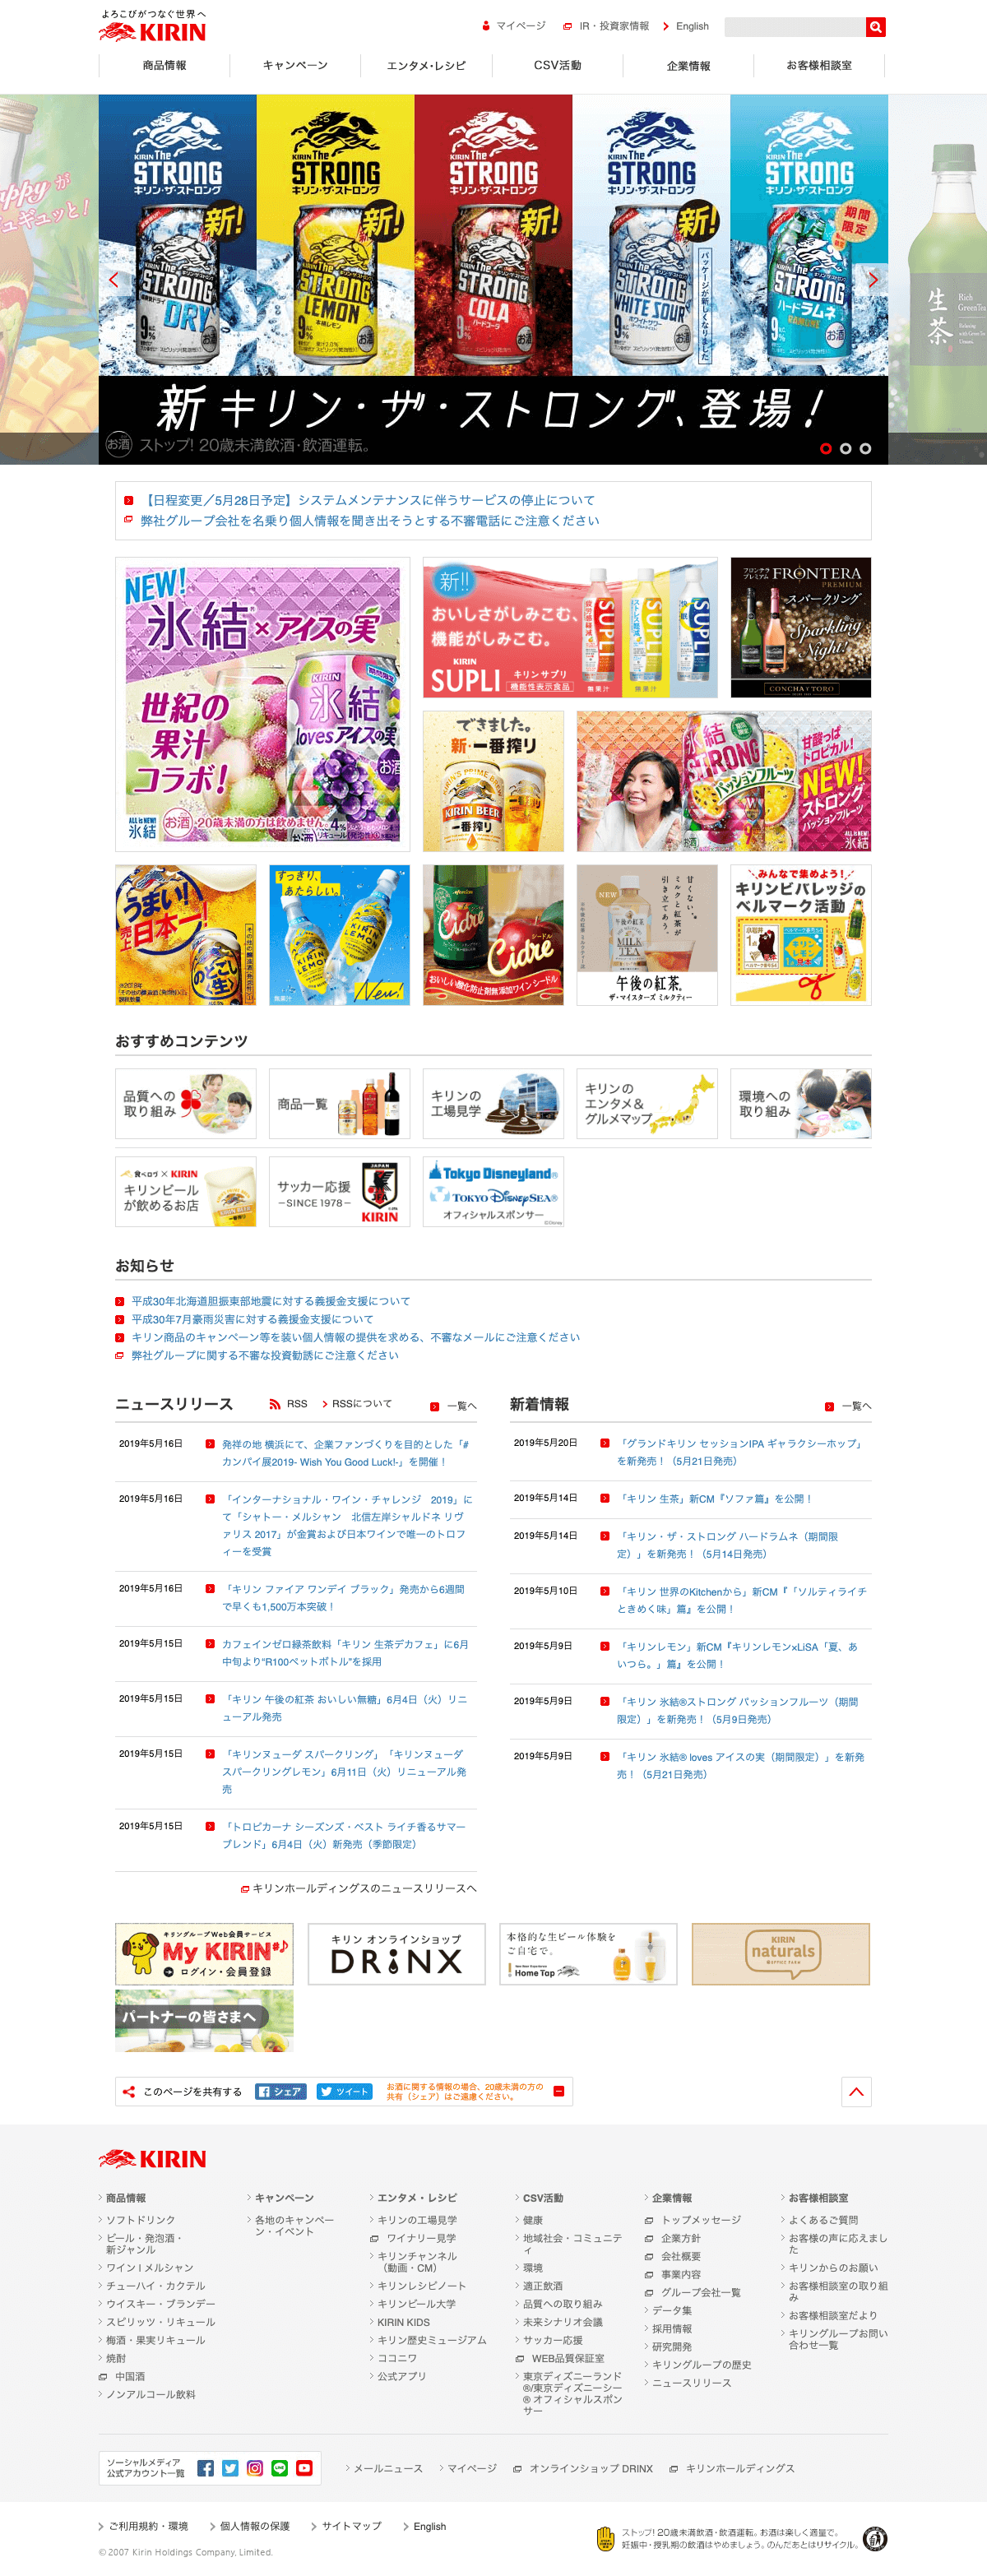 よろこびがつなぐ世界へ
KIRIN
マイページ
IR・投資家情報
English
商品情報
キャンペーン
エンタメ・レシピ
CSV活動
企業情報
お客様相談室
KIRIN The STRONG キリン・ザ・ストロング
KIRIN The STRONG キリン・ザ・ストロング
KIRIN The STRONG キリン・ザ・ストロング
KIRIN The STRONG キリン・ザ・ストロング
KIRIN The STRONG キリン・ザ・ストロング
新!
新!
新!
新!
期間限定
STRONG DRY 9% お酒
STRONG LEMON 9% お酒
STRONG COLA 9% お酒
STRONG WHITE SOUR 9% お酒
パッケージが新しくなりました
STRONG ハードラムネ 9% お酒
生茶
Rich GreenTea
新 キリン・ザ・ストロング、登場！
お酒 ストップ! 20歳未満飲酒・飲酒運転。
【日程変更／5月28日予定】システムメンテナンスに伴うサービスの停止について
弊社グループ会社を名乗り個人情報を聞き出そうとする不審電話にご注意ください
NEW!
氷結®×アイスの実
世紀の
果汁
コラボ!
KIRIN 氷結 loves アイスの実
お酒 20歳未満の方は飲めません。
ALL is NEW! 氷結
新!!
おいしさがしみこむ、
機能がしみこむ。
KIRIN
SUPLI キリンサプリ
機能性表示食品
無果汁
無果汁
フロンテラ プレミアム FRONTERA PREMIUM
スパークリング
Sparkling Night!
CONCHA Y TORO
できました。
新・一番搾り
KIRIN'S PRIME BREW
KIRIN BEER
一番搾り
氷結 STRONG パッションフルーツ
甘酸っぱ
トロピカル!
NEW!
ストロング
パッションフルーツ
氷結
うまい!
売上日本一!
のどごし生
すっきり、
あたらしい。
KIRIN LEMON
無果汁
New!
Cidre
Cidre
シードル
おいしい酸化防止剤無添加ワイン シードル
NEW
甘くない。
ミルクと紅茶が
引き立てあう。
午後の紅茶
MILK TEA
午後の紅茶
ザ・マイスターズ ミルクティー
みんなで集めよう!
キリンビバレッジの
ベルマーク活動
おすすめコンテンツ
品質への
取り組み
商品一覧
キリンの
工場見学
キリンの
エンタメ&
グルメマップ
環境への
取り組み
食べログ × KIRIN
キリンビールが飲めるお店
サッカー応援
－SINCE 1978－
JAPAN JFA KIRIN
Tokyo Disneyland®
TOKYO DISNEYSEA®
オフィシャルスポンサー
©Disney
お知らせ
平成30年北海道胆振東部地震に対する義援金支援について
平成30年7月豪雨災害に対する義援金支援について
キリン商品のキャンペーン等を装い個人情報の提供を求める、不審なメールにご注意ください
弊社グループに関する不審な投資勧誘にご注意ください
ニュースリリース
RSS
RSSについて
一覧へ
2019年5月16日
発祥の地 横浜にて、企業ファンづくりを目的とした「#
カンパイ展2019- Wish You Good Luck!-」を開催！
2019年5月16日
「インターナショナル・ワイン・チャレンジ　2019」に
て「シャトー・メルシャン　北信左岸シャルドネ リヴ
ァリス 2017」が金賞および日本ワインで唯一のトロフ
ィーを受賞
2019年5月16日
「キリン ファイア ワンデイ ブラック」発売から6週間
で早くも1,500万本突破！
2019年5月15日
カフェインゼロ緑茶飲料「キリン 生茶デカフェ」に6月
中旬より“R100ペットボトル”を採用
2019年5月15日
「キリン 午後の紅茶 おいしい無糖」6月4日（火）リニ
ューアル発売
2019年5月15日
「キリンヌューダ スパークリング」「キリンヌューダ
スパークリングレモン」6月11日（火）リニューアル発
売
2019年5月15日
「トロピカーナ シーズンズ・ベスト ライチ香るサマー
ブレンド」6月4日（火）新発売（季節限定）
キリンホールディングスのニュースリリースへ
新着情報
一覧へ
2019年5月20日
「グランドキリン セッションIPA ギャラクシーホップ」
を新発売！（5月21日発売）
2019年5月14日
「キリン 生茶」新CM『ソファ篇』を公開！
2019年5月14日
「キリン・ザ・ストロング ハードラムネ（期間限
定）」を新発売！（5月14日発売）
2019年5月10日
「キリン 世界のKitchenから」新CM『「ソルティライチ
ときめく味」篇』を公開！
2019年5月9日
「キリンレモン」新CM『キリンレモン×LiSA「夏、あ
いつら。」篇』を公開！
2019年5月9日
「キリン 氷結®ストロング パッションフルーツ（期間
限定）」を新発売！（5月9日発売）
2019年5月9日
「キリン 氷結® loves アイスの実（期間限定）」を新発
売！（5月21日発売）
キリングループWeb会員サービス
My KIRIN
ログイン・会員登録
キリン オンラインショップ
DRiNX
本格的な生ビール体験を
ご自宅で。
Home Tap
KIRIN
naturals
OFFICE FARM
パートナーの皆さまへ
このページを共有する
シェア
ツイート
お酒に関する情報の場合、20歳未満の方の
共有（シェア）はご遠慮ください。
KIRIN
商品情報
ソフトドリンク
ビール・発泡酒・
新ジャンル
ワイン | メルシャン
チューハイ・カクテル
ウイスキー・ブランデー
スピリッツ・リキュール
梅酒・果実リキュール
焼酎
中国酒
ノンアルコール飲料
キャンペーン
各地のキャンペー
ン・イベント
エンタメ・レシピ
キリンの工場見学
ワイナリー見学
キリンチャンネル
（動画・CM）
キリンレシピノート
キリンビール大学
KIRIN KIDS
キリン歴史ミュージアム
ココニワ
公式アプリ
CSV活動
健康
地域社会・コミュニテ
ィ
環境
適正飲酒
品質への取り組み
未来シナリオ会議
サッカー応援
WEB品質保証室
東京ディズニーランド
®/東京ディズニーシー
® オフィシャルスポン
サー
企業情報
トップメッセージ
企業方針
会社概要
事業内容
グループ会社一覧
データ集
採用情報
研究開発
キリングループの歴史
ニュースリリース
お客様相談室
よくあるご質問
お客様の声に応えまし
た
キリンからのお願い
お客様相談室の取り組
み
お客様相談室だより
キリングループお問い
合わせ一覧
ソーシャルメディア
公式アカウント一覧
メールニュース
マイページ
オンラインショップ DRINX
キリンホールディングス
ご利用規約・環境
個人情報の保護
サイトマップ
English
© 2007 Kirin Holdings Company, Limited.
ストップ! 20歳未満飲酒・飲酒運転。お酒は楽しく適量で。
妊娠中・授乳期の飲酒はやめましょう。のんだあとはリサイクル。